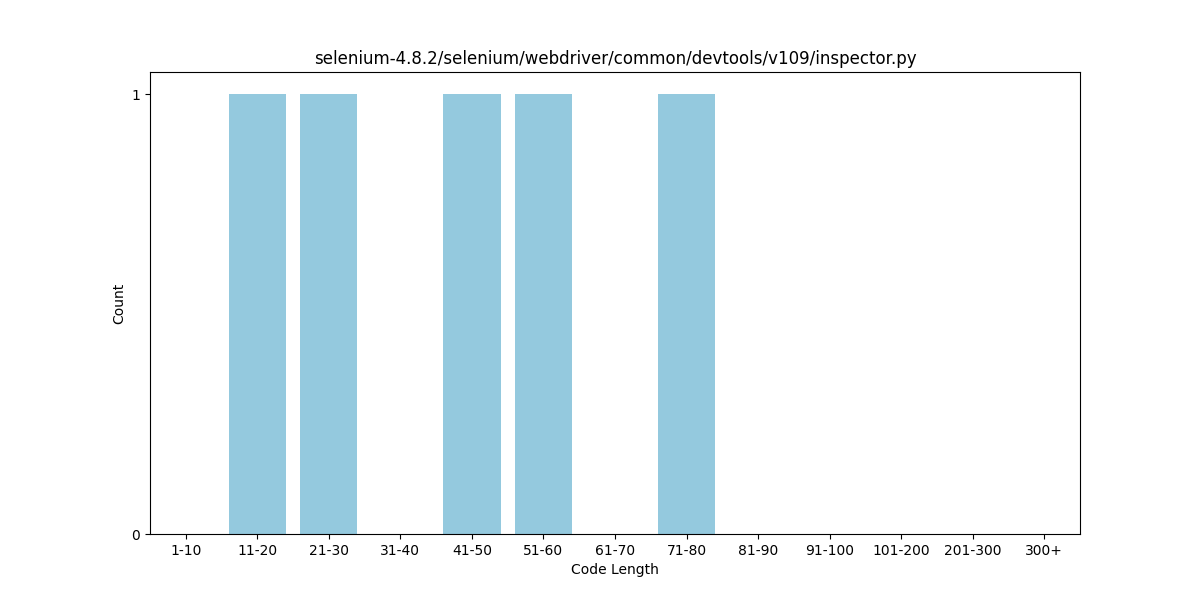 selenium-4.8.2/selenium/webdriver/common/devtools/v109/inspector.py
1
0
Count
1-10 11-20 21-30 31-40 41-50 51-60 61-70 71-80 81-90 91-100 101-200 201-300 300+
Code Length